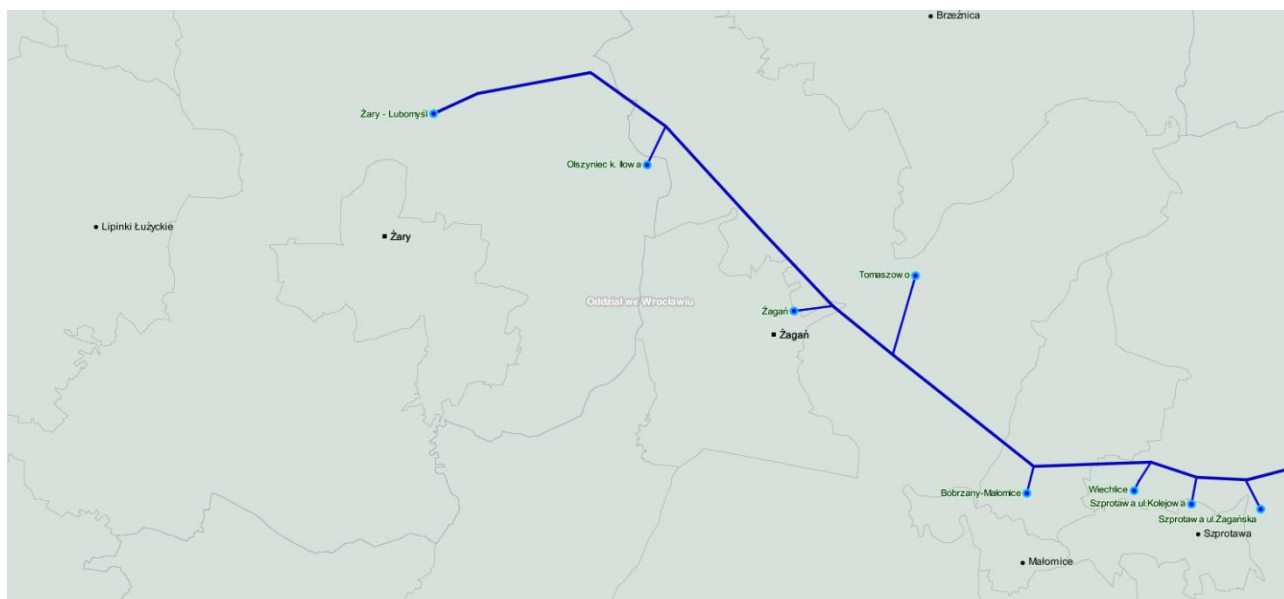 Brzeźnica
Żary - Lubomyśl
Olszyniec k. Iłowa
Lipinki Łużyckie
Żary
Tomaszowo
Oddział we Wrocławiu
Żagań
Żagań
Bobrzany-Małomice
Wiechlice
Szprotawa ul.Kolejowa
Szprotawa ul.Żagańska
Szprotawa
Małomice